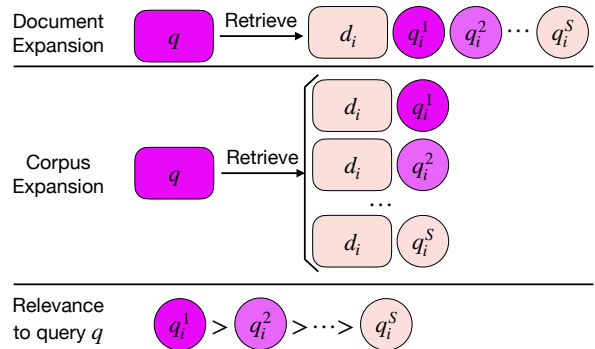 Document Expansion
q Retrieve d_i q_i^1 q_i^2 ⋯ q_i^S
Corpus Expansion
q Retrieve
d_i q_i^1
d_i q_i^2
⋯
d_i q_i^S
Relevance to query q
q_i^1 > q_i^2 > ⋯ > q_i^S